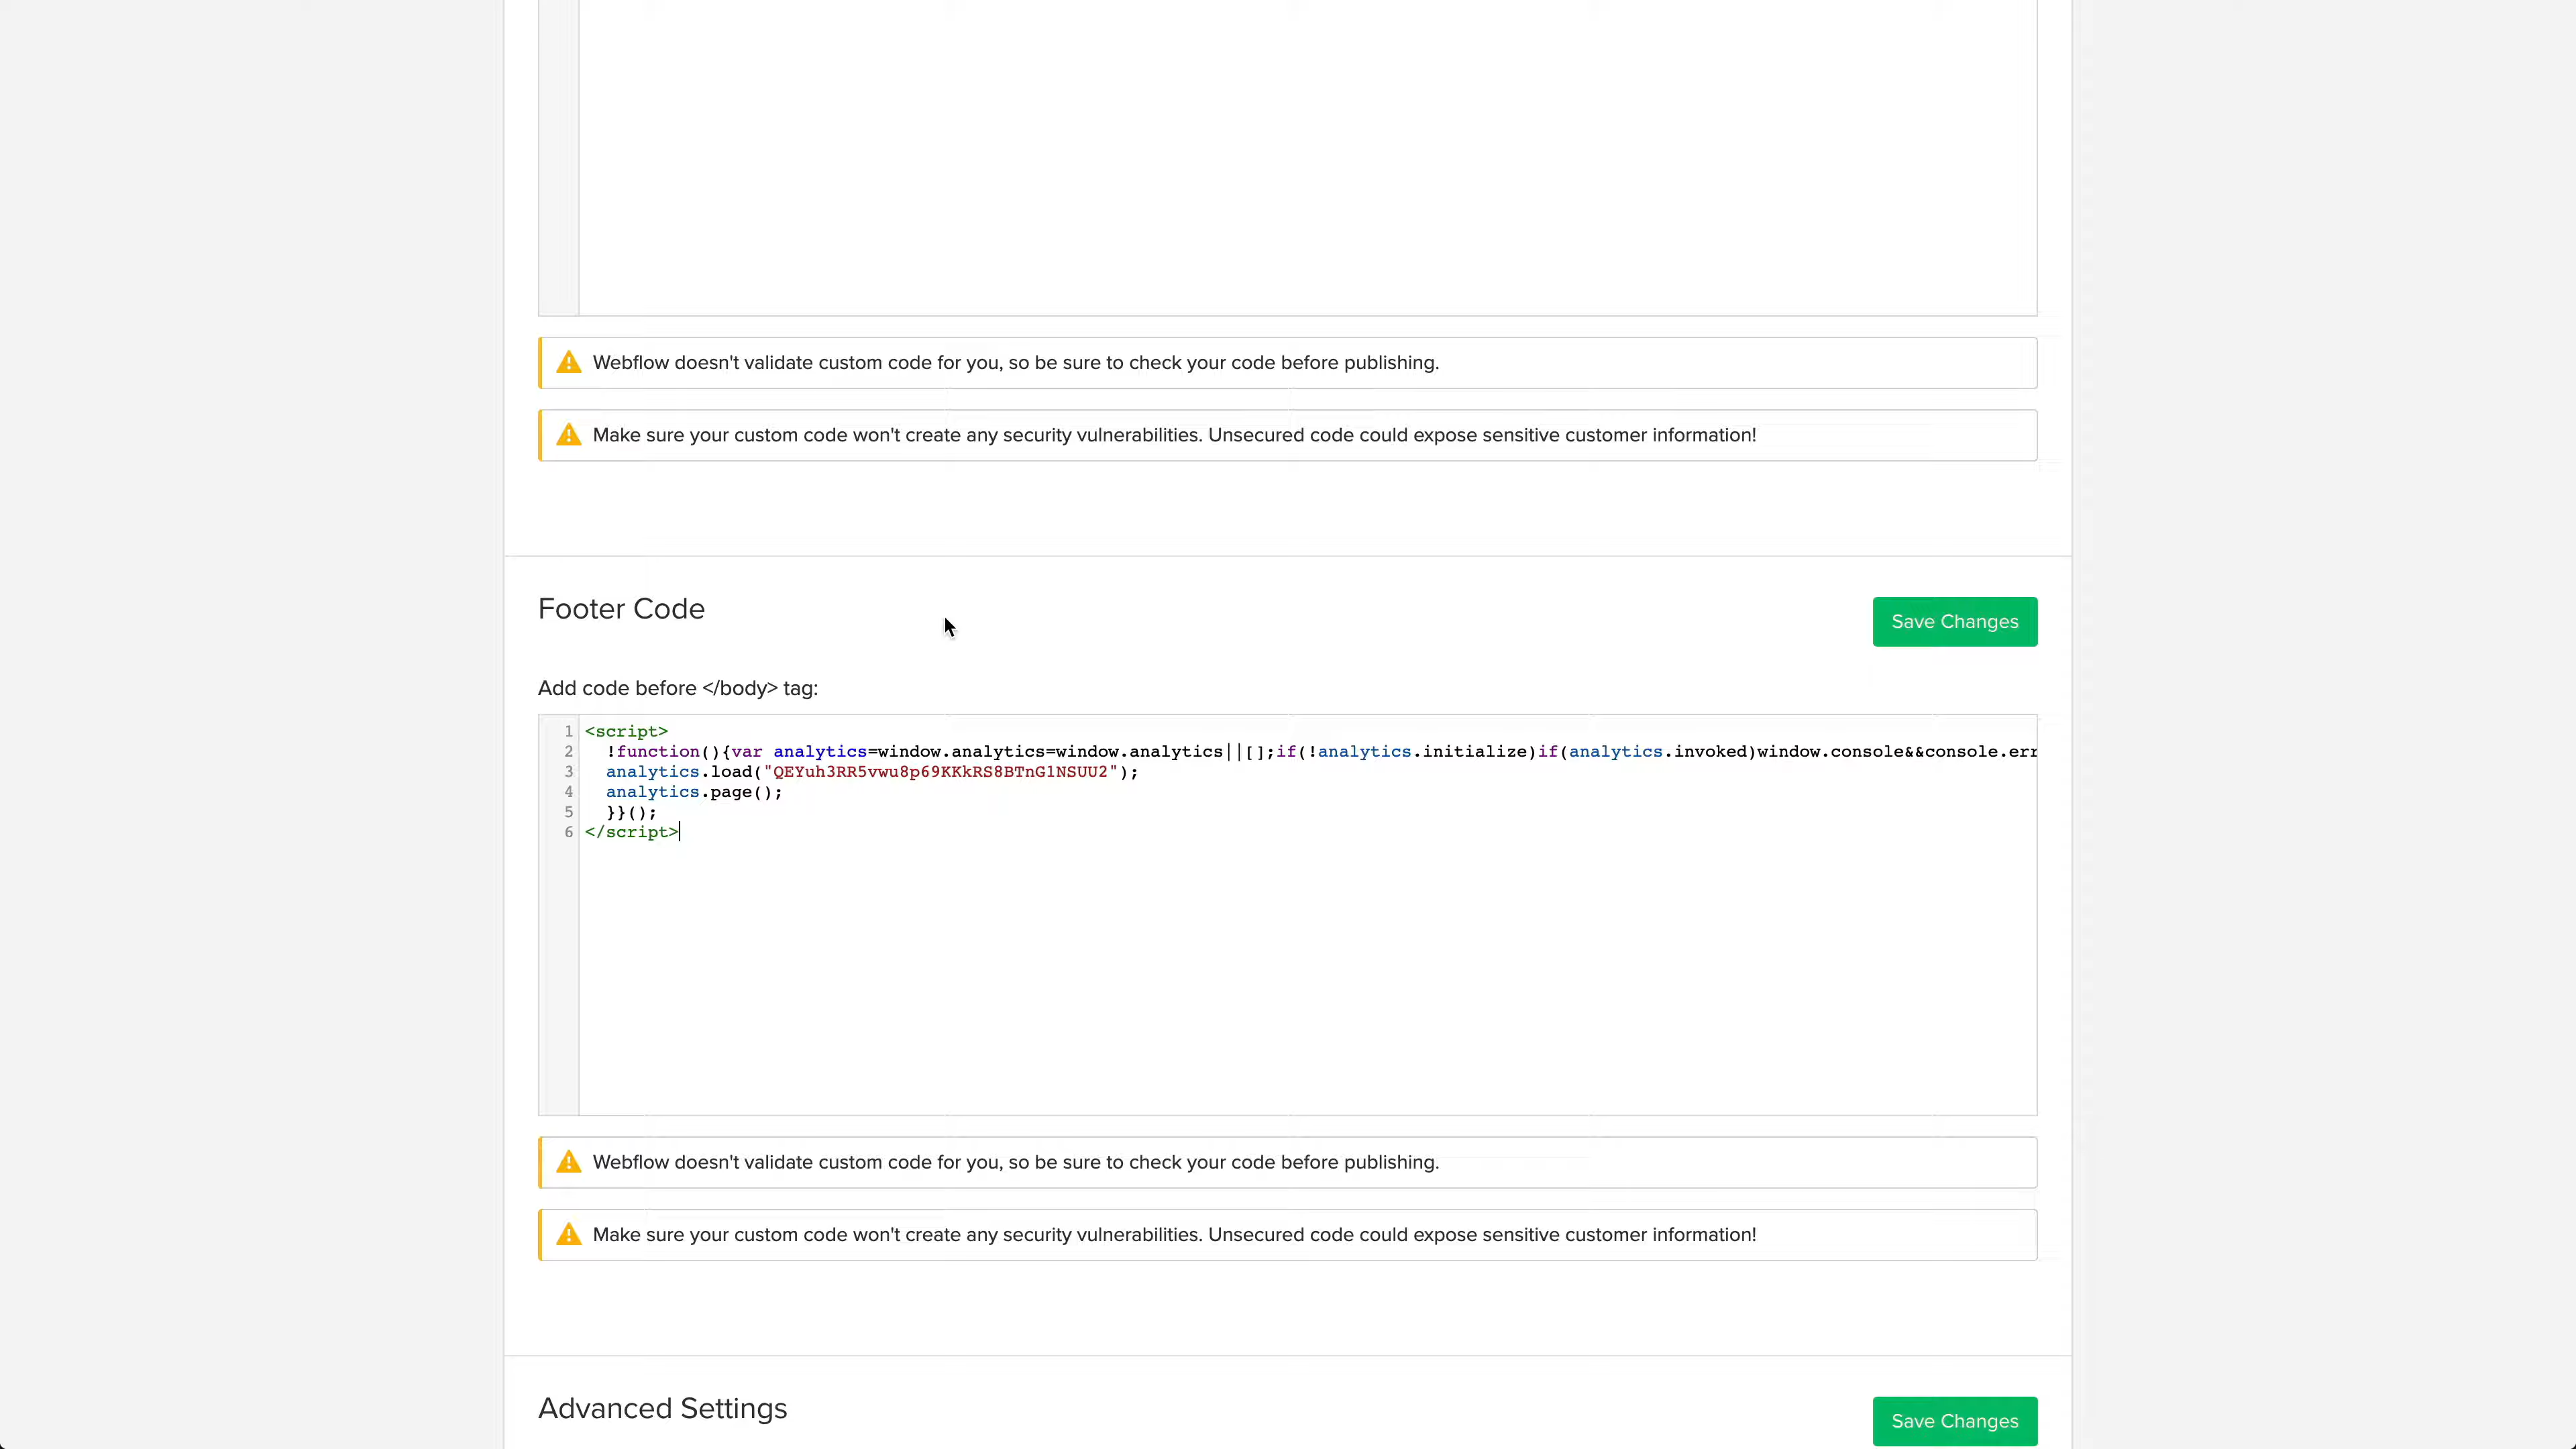 Webflow doesn't validate custom code for you, so be sure to check your code before publishing.
Make sure your custom code won't create any security vulnerabilities. Unsecured code could expose sensitive customer information!
Footer Code
Save Changes
Add code before </body> tag:
1 <script>
2 !function(){var analytics=window.analytics=window.analytics||[];if(!analytics.initialize)if(analytics.invoked)window.console&&console.err
3 analytics.load("QEYuh3RR5vwu8p69KKkRS8BTnG1NSUU2");
4 analytics.page();
5 }}();
6 </script>
Webflow doesn't validate custom code for you, so be sure to check your code before publishing.
Make sure your custom code won't create any security vulnerabilities. Unsecured code could expose sensitive customer information!
Advanced Settings
Save Changes